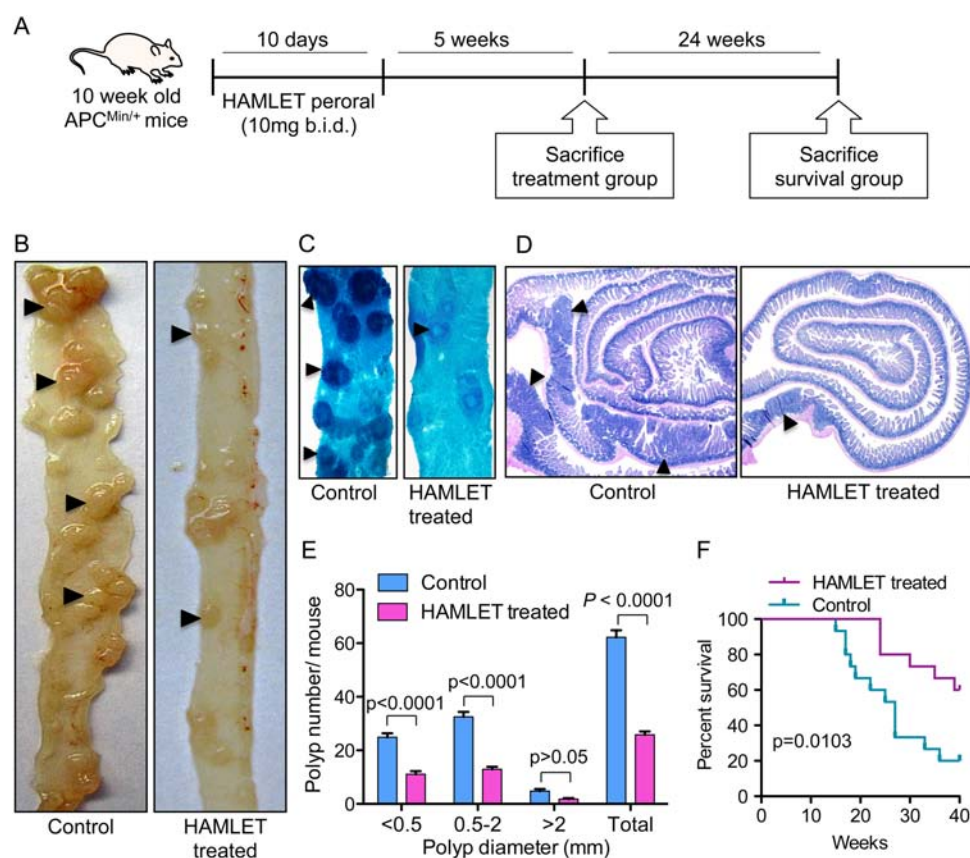 A
10 days
5 weeks
24 weeks
10 week old
APC^Min/+ mice
HAMLET peroral
(10mg b.i.d.)
Sacrifice
treatment group
Sacrifice
survival group
B
Control
HAMLET
treated
C
Control
HAMLET
treated
D
Control
HAMLET treated
E
Control
HAMLET treated
Polyp number/ mouse
80
60
40
20
0
p<0.0001
p<0.0001
p>0.05
P < 0.0001
<0.5
0.5-2
>2
Total
Polyp diameter (mm)
F
HAMLET treated
Control
Percent survival
100
80
60
40
20
0
p=0.0103
0
10
20
30
40
Weeks